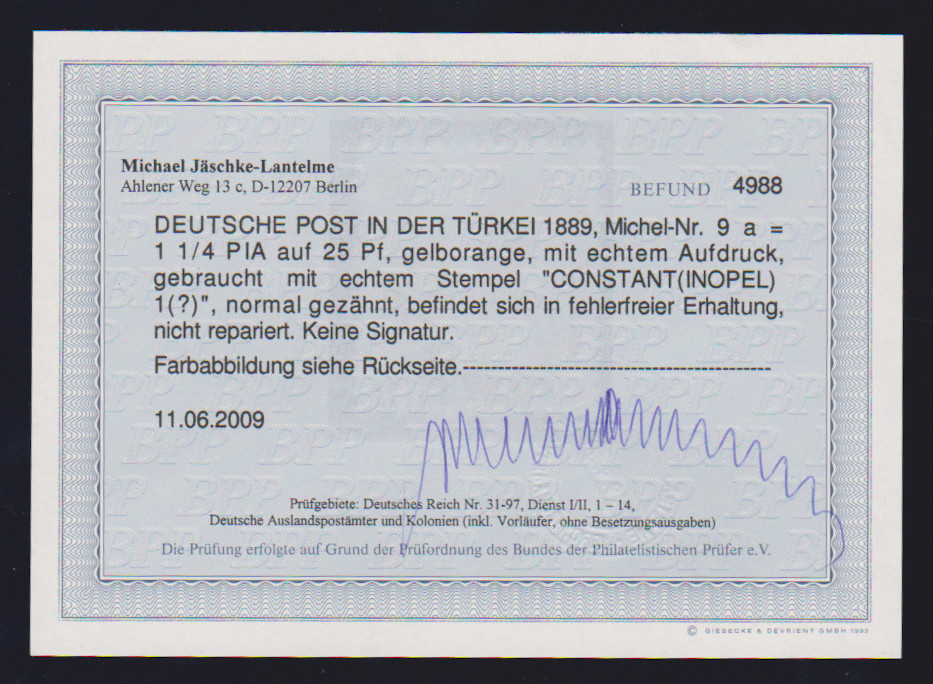 Michael Jäschke-Lantelme
Ahlener Weg 13 c, D-12207 Berlin
BEFUND 4988
DEUTSCHE POST IN DER TÜRKEI 1889, Michel-Nr. 9 a =
1 1/4 PIA auf 25 Pf, gelborange, mit echtem Aufdruck,
gebraucht mit echtem Stempel "CONSTANT(INOPEL)
1(?)", normal gezähnt, befindet sich in fehlerfreier Erhaltung,
nicht repariert. Keine Signatur.
Farbabbildung siehe Rückseite.--------------------------------------------
11.06.2009
Prüfgebiete: Deutsches Reich Nr. 31-97, Dienst I/II, 1 – 14,
Deutsche Auslandspostämter und Kolonien (inkl. Vorläufer, ohne Besetzungsausgaben)
Die Prüfung erfolgte auf Grund der Prüfordnung des Bundes der Philatelistischen Prüfer e.V.
© GIESECKE & DEVRIENT GMBH 1992